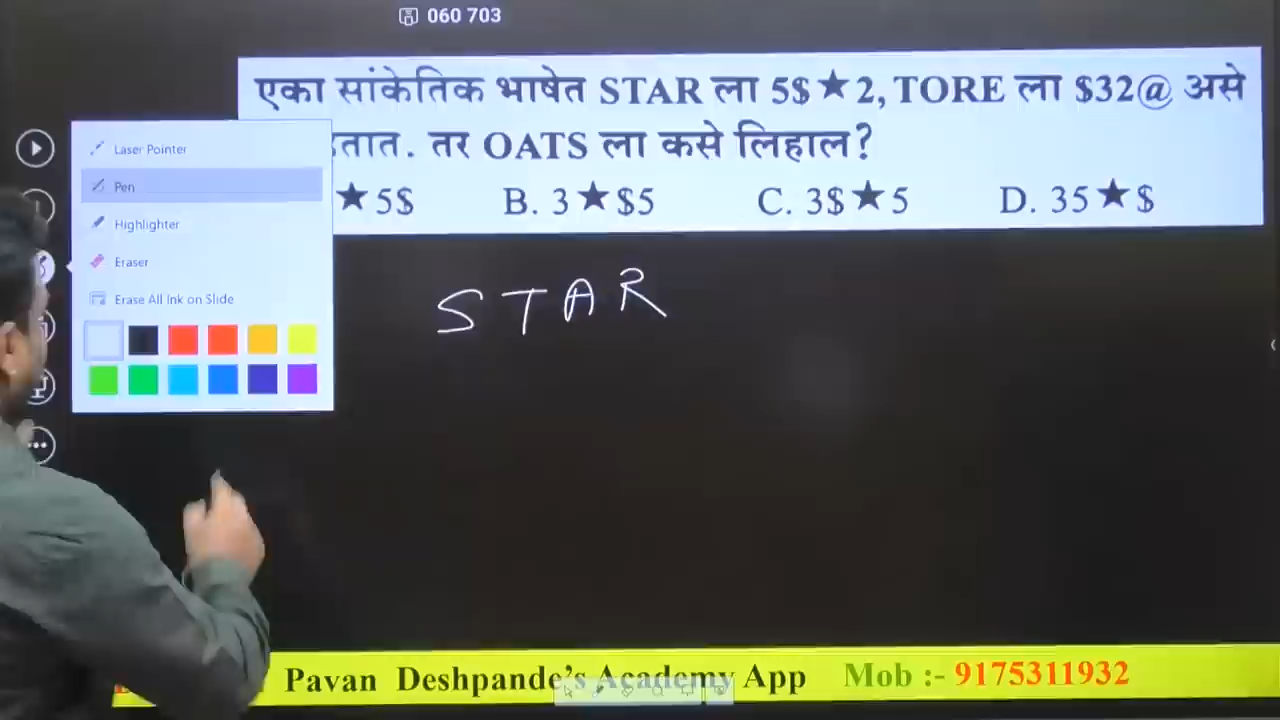 060 703
एका सांकेतिक भाषेत STAR ला 5$★2, TORE ला $32@ असे
तात. तर OATS ला कसे लिहाल?
★5$ B. 3★$5 C. 3$★5 D. 35★$
Laser Pointer
Pen
Highlighter
Eraser
Erase All Ink on Slide
STAR
Pavan Deshpande's Academy App Mob :- 9175311932